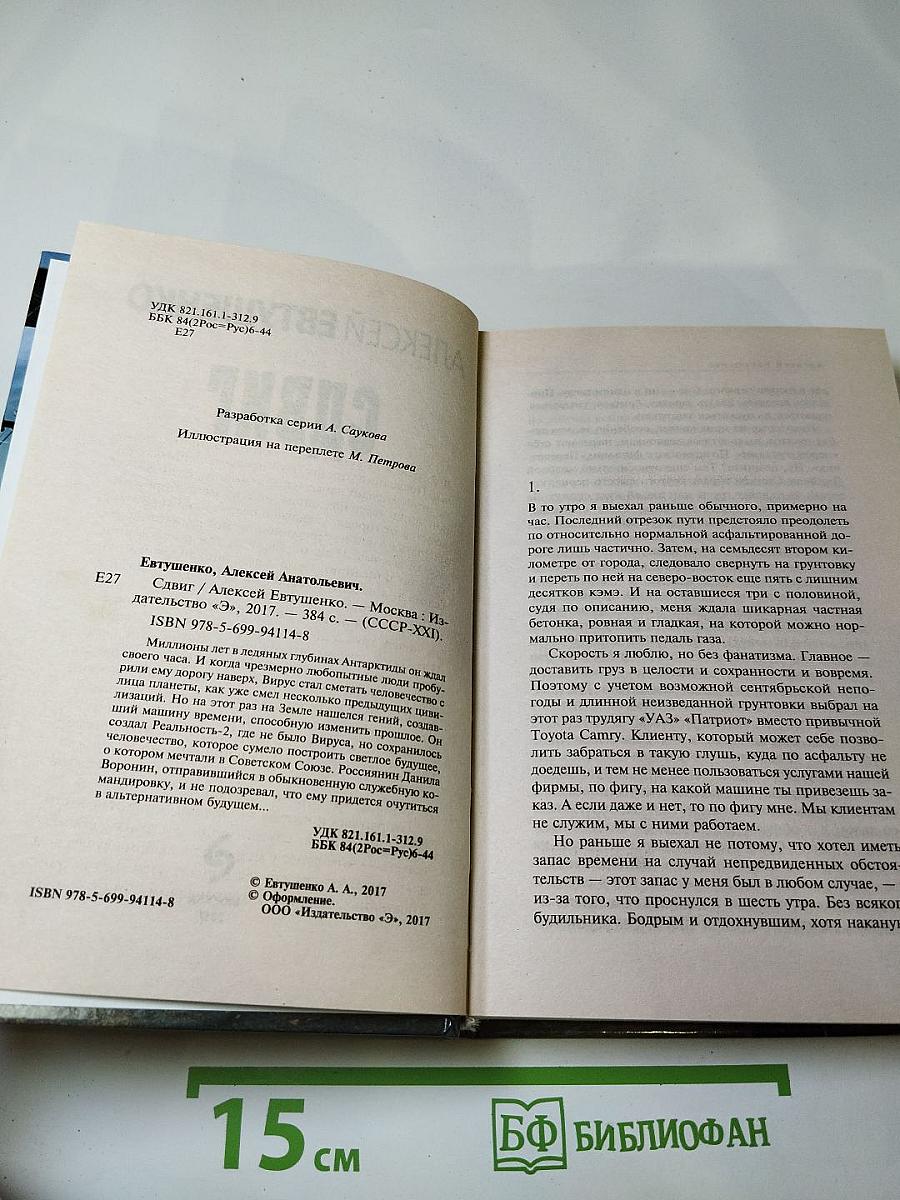 УДК 821.161.1-312.9
ББК 84(2Рос=Рус)6-44
Е27
Разработка серии А. Саукова
Иллюстрация на переплете М. Петрова
Евтушенко, Алексей Анатольевич.
Е27
Сдвиг / Алексей Евтушенко. — Москва : Из-
дательство «Э», 2017. — 384 с. — (СССР-XXI).
ISBN 978-5-699-94114-8
Миллионы лет в ледяных глубинах Антарктиды он ждал
своего часа. И когда чрезмерно любопытные люди пробу-
рили ему дорогу наверх, Вирус стал сметать человечество с
лица планеты, как уже смел несколько предыдущих циви-
лизаций. Но на этот раз на Земле нашелся гений, создав-
ший машину времени, способную изменить прошлое. Он
создал Реальность-2, где не было Вируса, но сохранилось
человечество, которое сумело построить светлое будущее,
о котором мечтали в Советском Союзе. Россиянин Данила
Воронин, отправившийся в обыкновенную служебную ко-
мандировку, и не подозревал, что ему придется очутиться
в альтернативном будущем...
УДК 821.161.1-312.9
ББК 84(2Рос=Рус)6-44
© Евтушенко А. А., 2017
© Оформление.
ООО «Издательство «Э», 2017
ISBN 978-5-699-94114-8
1.
В то утро я выехал раньше обычного, примерно на
час. Последний отрезок пути предстояло преодолеть
по относительно нормальной асфальтированной до-
роге лишь частично. Затем, на семьдесят втором ки-
лометре от города, следовало свернуть на грунтовку
и переть по ней на северо-восток еще пять с лишним
десятков кэмэ. И на оставшиеся три с половиной,
судя по описанию, меня ждала шикарная частная
бетонка, ровная и гладкая, на которой можно нор-
мально притопить педаль газа.
Скорость я люблю, но без фанатизма. Главное —
доставить груз в целости и сохранности и вовремя.
Поэтому с учетом возможной сентябрьской непо-
годы и длинной неизведанной грунтовки выбрал на
этот раз трудягу «УАЗ» «Патриот» вместо привычной
Toyota Camry. Клиенту, который может себе позво-
лить забраться в такую глушь, куда по асфальту не
доедешь, и тем не менее пользоваться услугами нашей
фирмы, по фигу, на какой машине ты привезешь за-
каз. А если даже и нет, то по фигу мне. Мы клиентам
не служим, мы с ними работаем.
Но раньше я выехал не потому, что хотел иметь
запас времени на случай непредвиденных обстоя-
тельств — этот запас у меня был в любом случае, —
из-за того, что проснулся в шесть утра. Без всяког
будильника. Бодрым и отдохнувшим, хотя накану
15 см
БФ БИБЛИОФАН